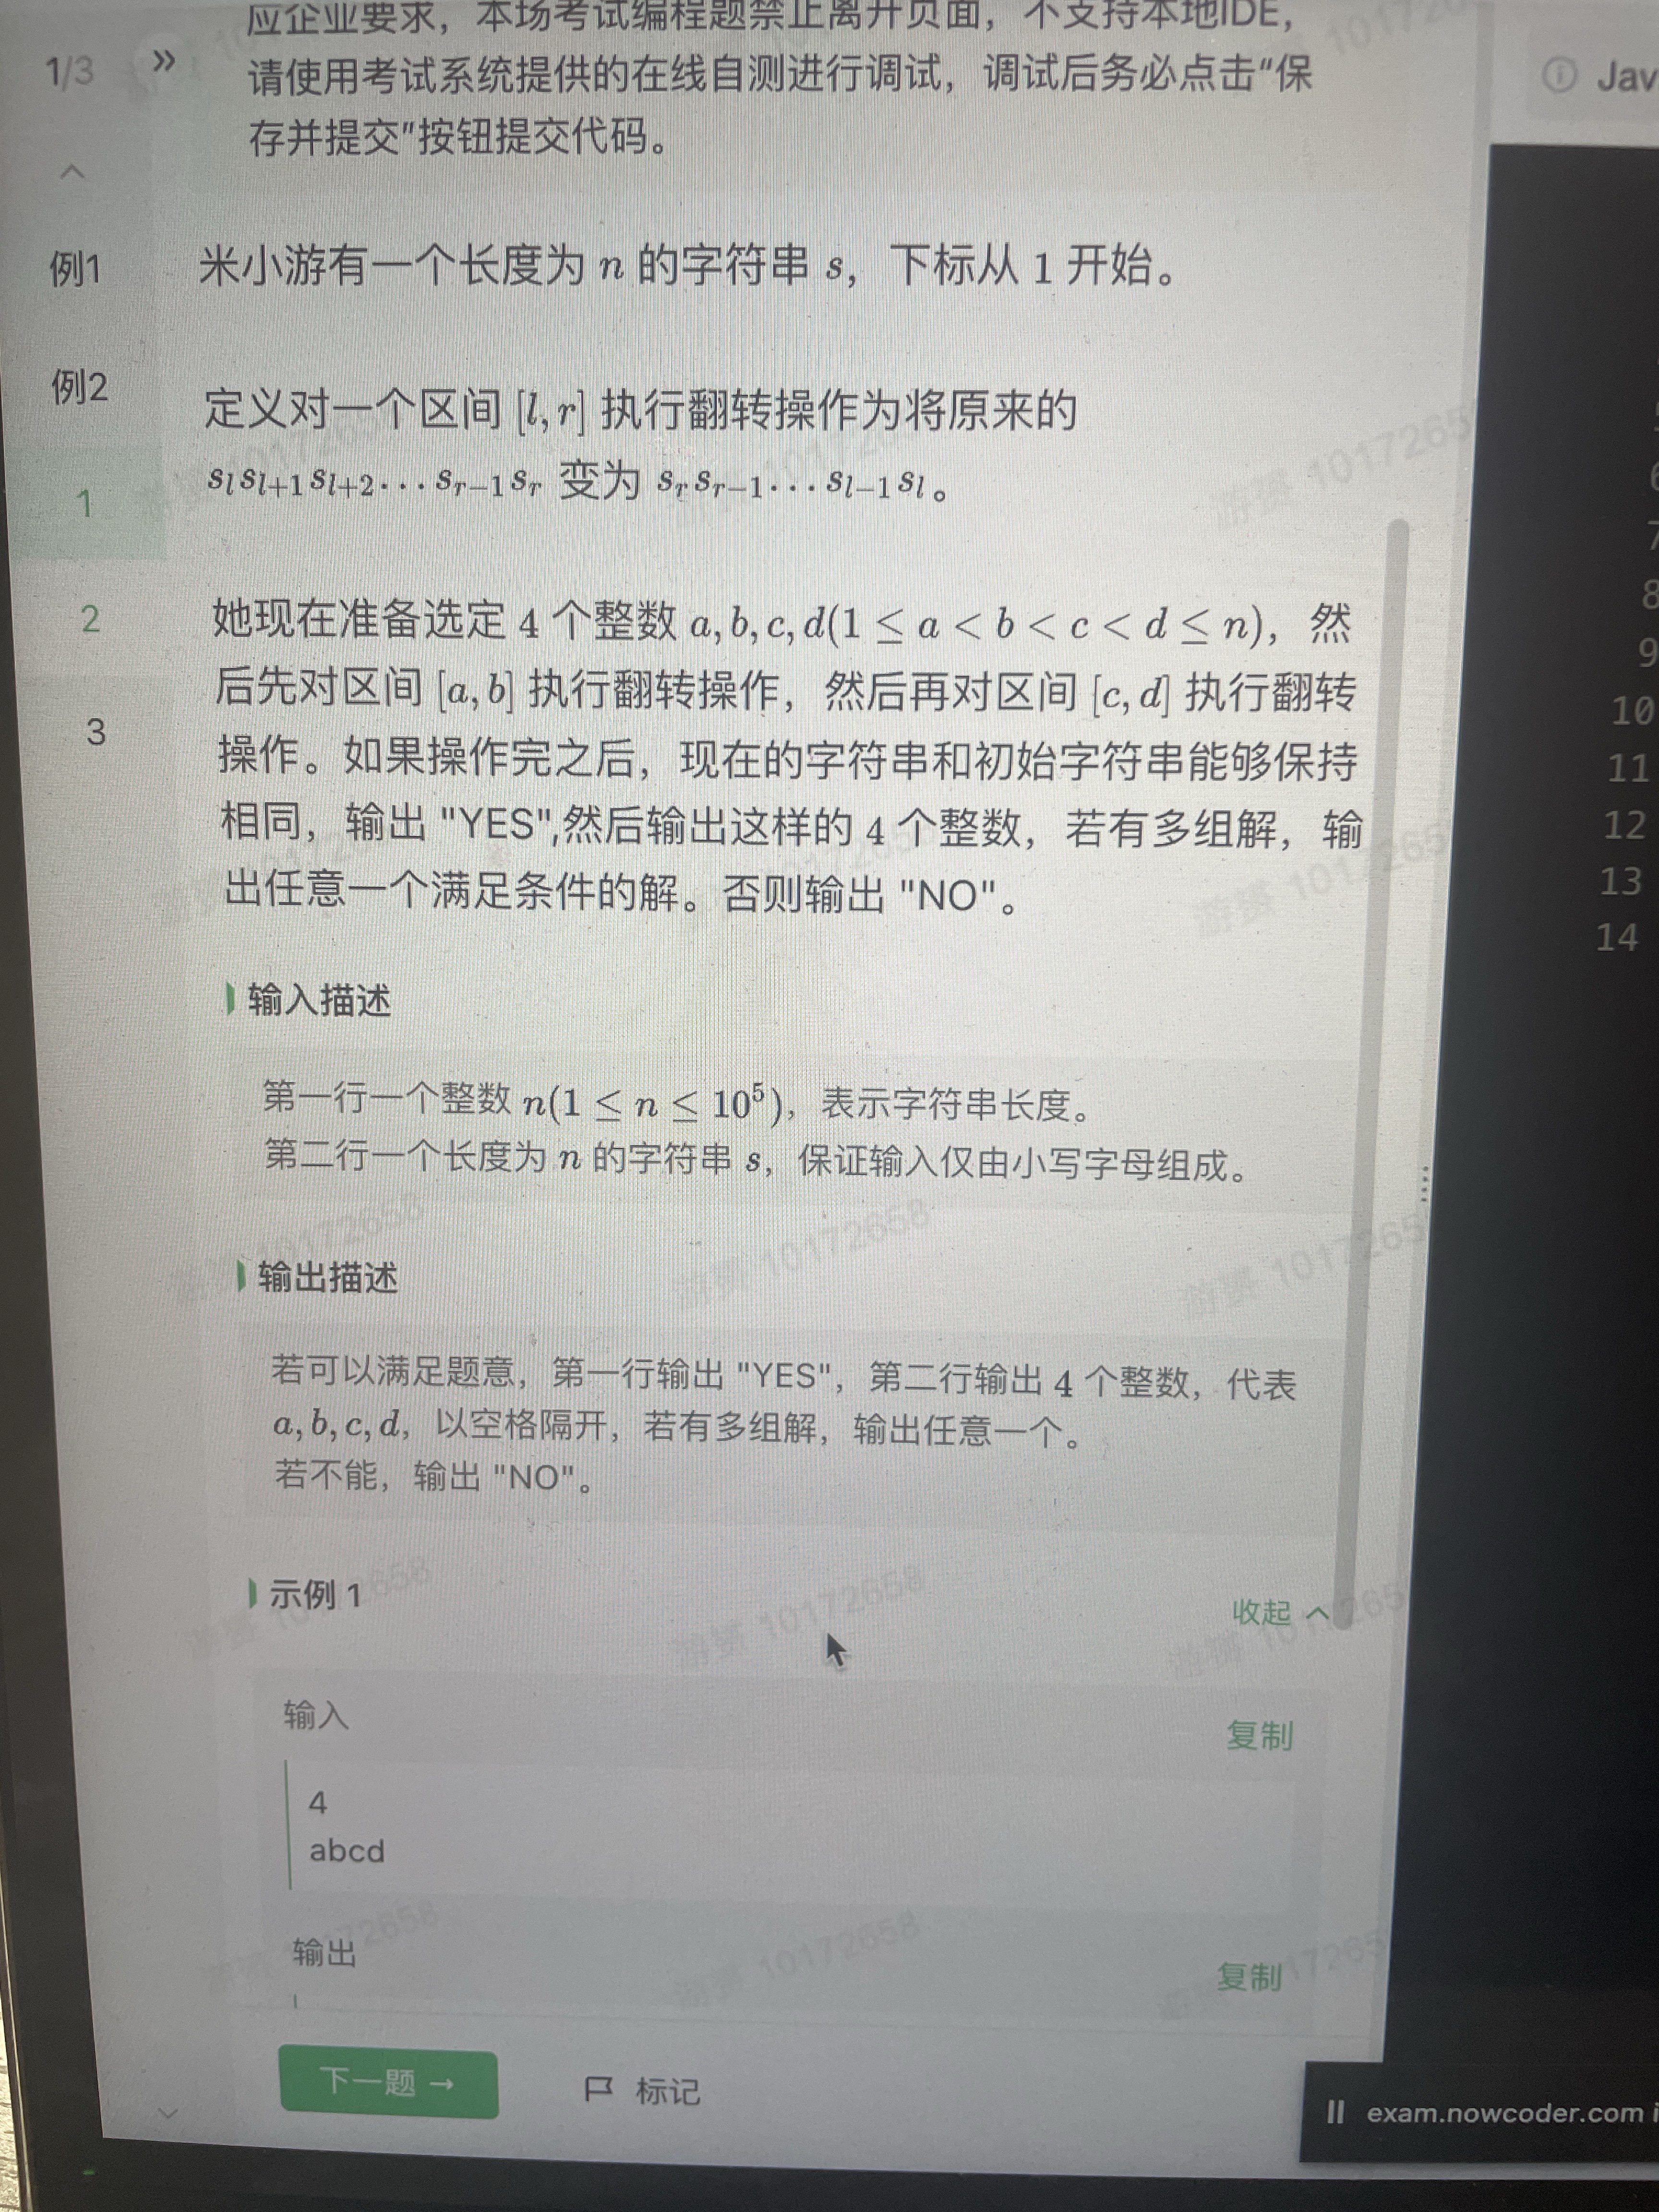 应企业要求，本场考试编程题禁止离开页面，不支持本地IDE，
1/3
请使用考试系统提供的在线自测进行调试，调试后务必点击“保
存并提交”按钮提交代码。
Jav
例1
例2
1
2
3
米小游有一个长度为 n 的字符串 s，下标从 1 开始。
定义对一个区间 [l, r] 执行翻转操作为将原来的
s_l s_{l+1} s_{l+2} ... s_{r-1} s_r 变为 s_r s_{r-1} ... s_{l-1} s_l。
她现在准备选定 4 个整数 a, b, c, d(1 ≤ a < b < c < d ≤ n)，然
后先对区间 [a, b] 执行翻转操作，然后再对区间 [c, d] 执行翻转
操作。如果操作完之后，现在的字符串和初始字符串能够保持
相同，输出 "YES",然后输出这样的 4 个整数，若有多组解，输
出任意一个满足条件的解。否则输出 "NO"。
输入描述
第一行一个整数 n(1 ≤ n ≤ 10^5)，表示字符串长度。
第二行一个长度为 n 的字符串 s，保证输入仅由小写字母组成。
输出描述
若可以满足题意，第一行输出 "YES"，第二行输出 4 个整数，代表
a, b, c, d，以空格隔开，若有多组解，输出任意一个。
若不能，输出 "NO"。
示例 1
收起
输入
复制
4
abcd
输出
复制
下一题 →
标记
8
9
10
11
12
13
14
exam.nowcoder.com
10172658